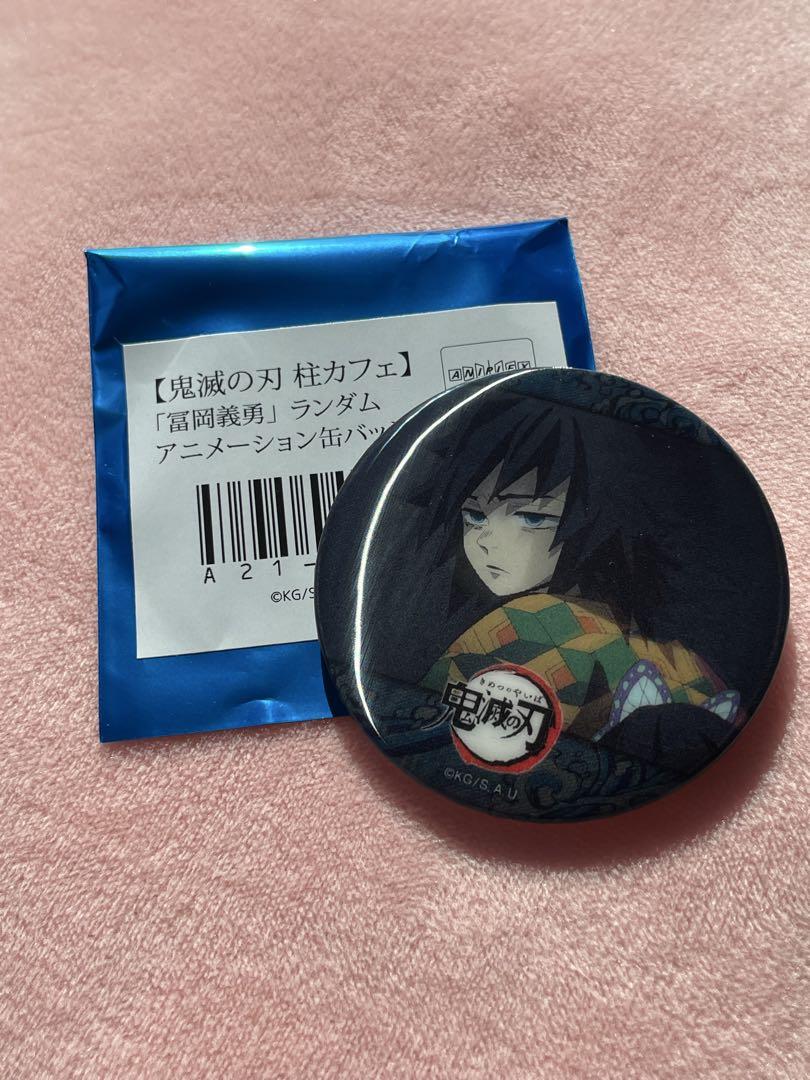 【鬼滅の刃 柱カフェ】
「冨岡義勇」ランダム
アニメーション缶バッ
A21-
©KG/S
きめつのやいば
鬼滅の刃
©KG/S.A U